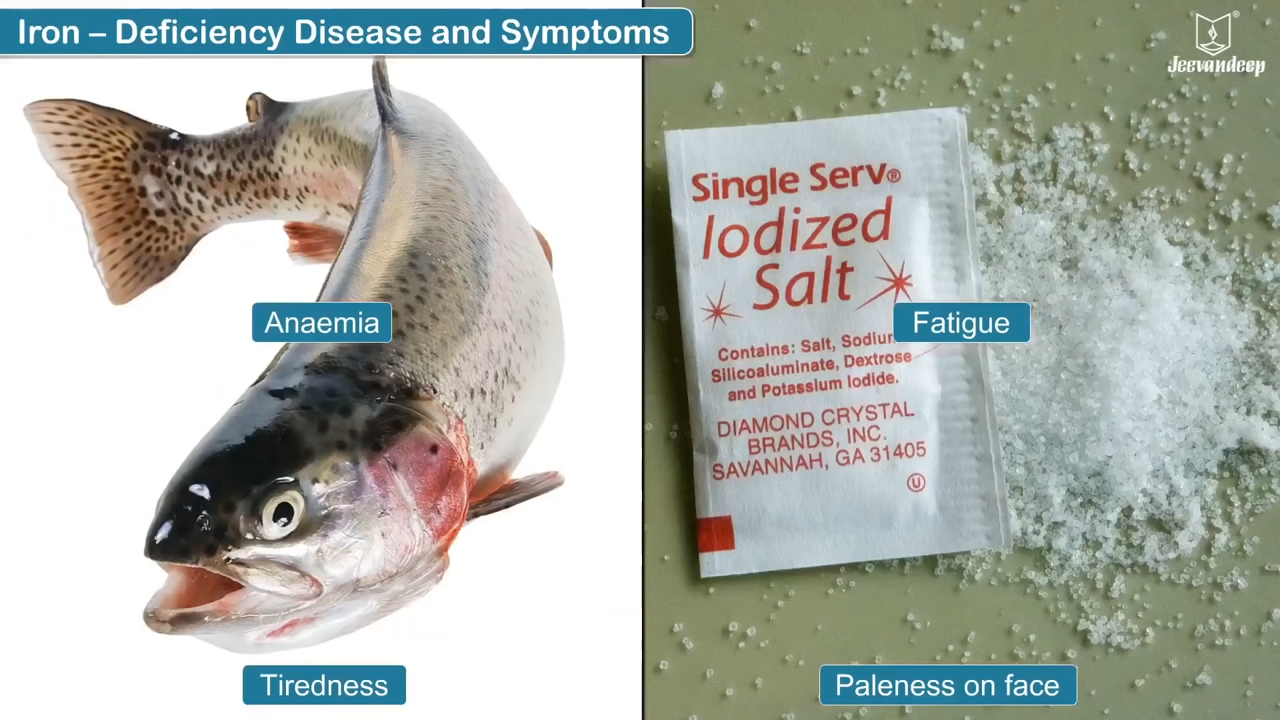 Iron – Deficiency Disease and Symptoms
Jeevandeep®
Single Serv®
Iodized
Salt
Contains: Salt, Sodium
Silicoaluminate, Dextrose
and Potassium Iodide.
DIAMOND CRYSTAL
BRANDS, INC.
SAVANNAH, GA 31405
U
Anaemia
Fatigue
Tiredness
Paleness on face